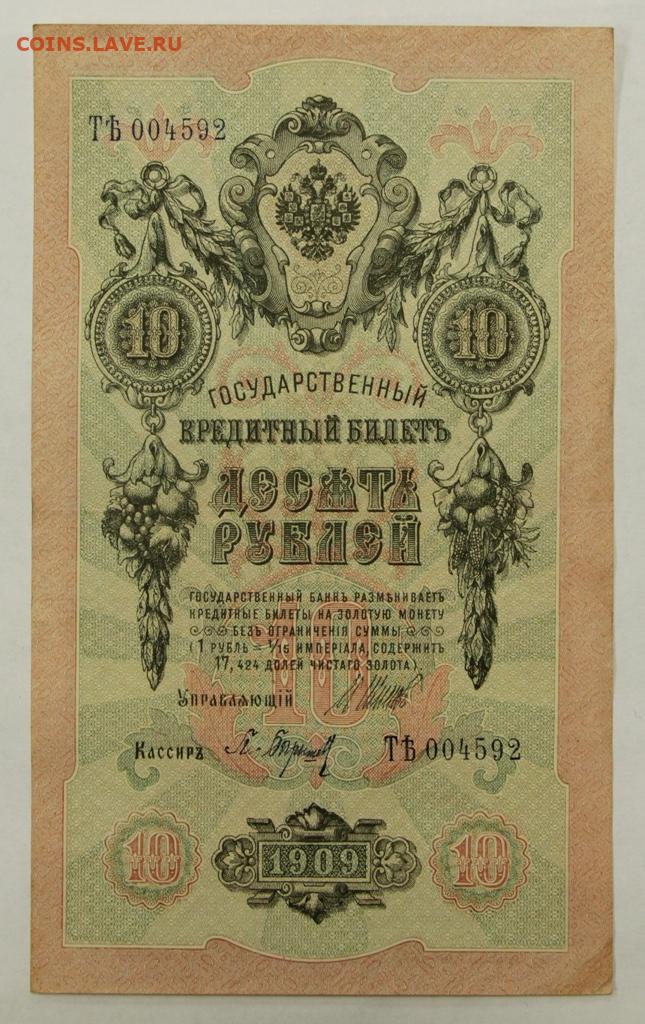 COINS.LAVE.RU
ТѢ 004592
10 10
ГОСУДАРСТВЕННЫЙ
КРЕДИТНЫЙ БИЛЕТЪ
ДЕСЯТЬ
РУБЛЕЙ
ГОСУДАРСТВЕННЫЙ БАНКЪ РАЗМѢНИВАЕТЪ
КРЕДИТНЫЕ БИЛЕТЫ НА ЗОЛОТУЮ МОНЕТУ
БЕЗЪ ОГРАНИЧЕНІЯ СУММЫ
(1 РУБЛЬ = 1/15 ИМПЕРІАЛА, СОДЕРЖИТЪ
17,424 ДОЛЕЙ ЧИСТАГО ЗОЛОТА).
10
УПРАВЛЯЮЩІЙ
КАССИРЪ
ТѢ 004592
10 1909 10